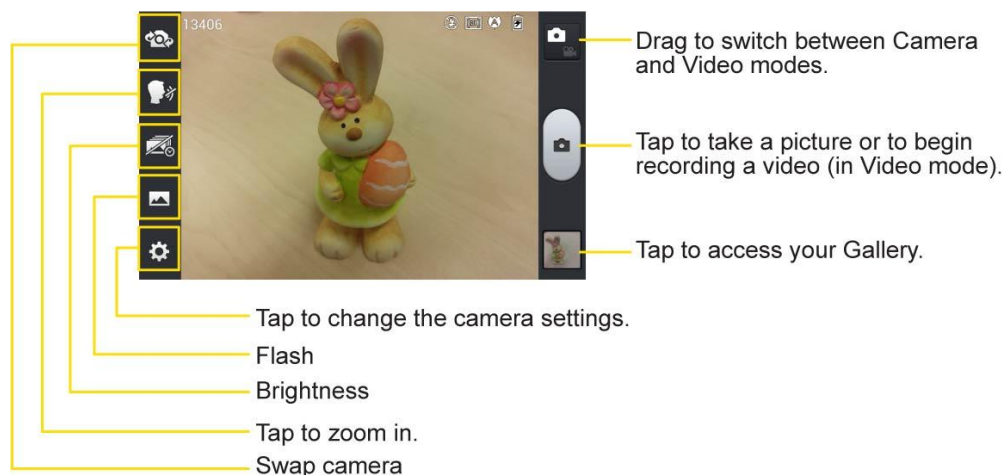 13406
Drag to switch between Camera
and Video modes.
Tap to take a picture or to begin
recording a video (in Video mode).
Tap to access your Gallery.
Tap to change the camera settings.
Flash
Brightness
Tap to zoom in.
Swap camera